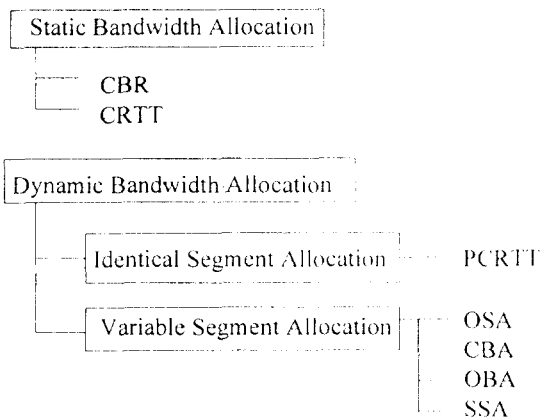 Static Bandwidth Allocation
CBR
CRTT
Dynamic Bandwidth Allocation
Identical Segment Allocation
PCRTT
Variable Segment Allocation
OSA
CBA
OBA
SSA